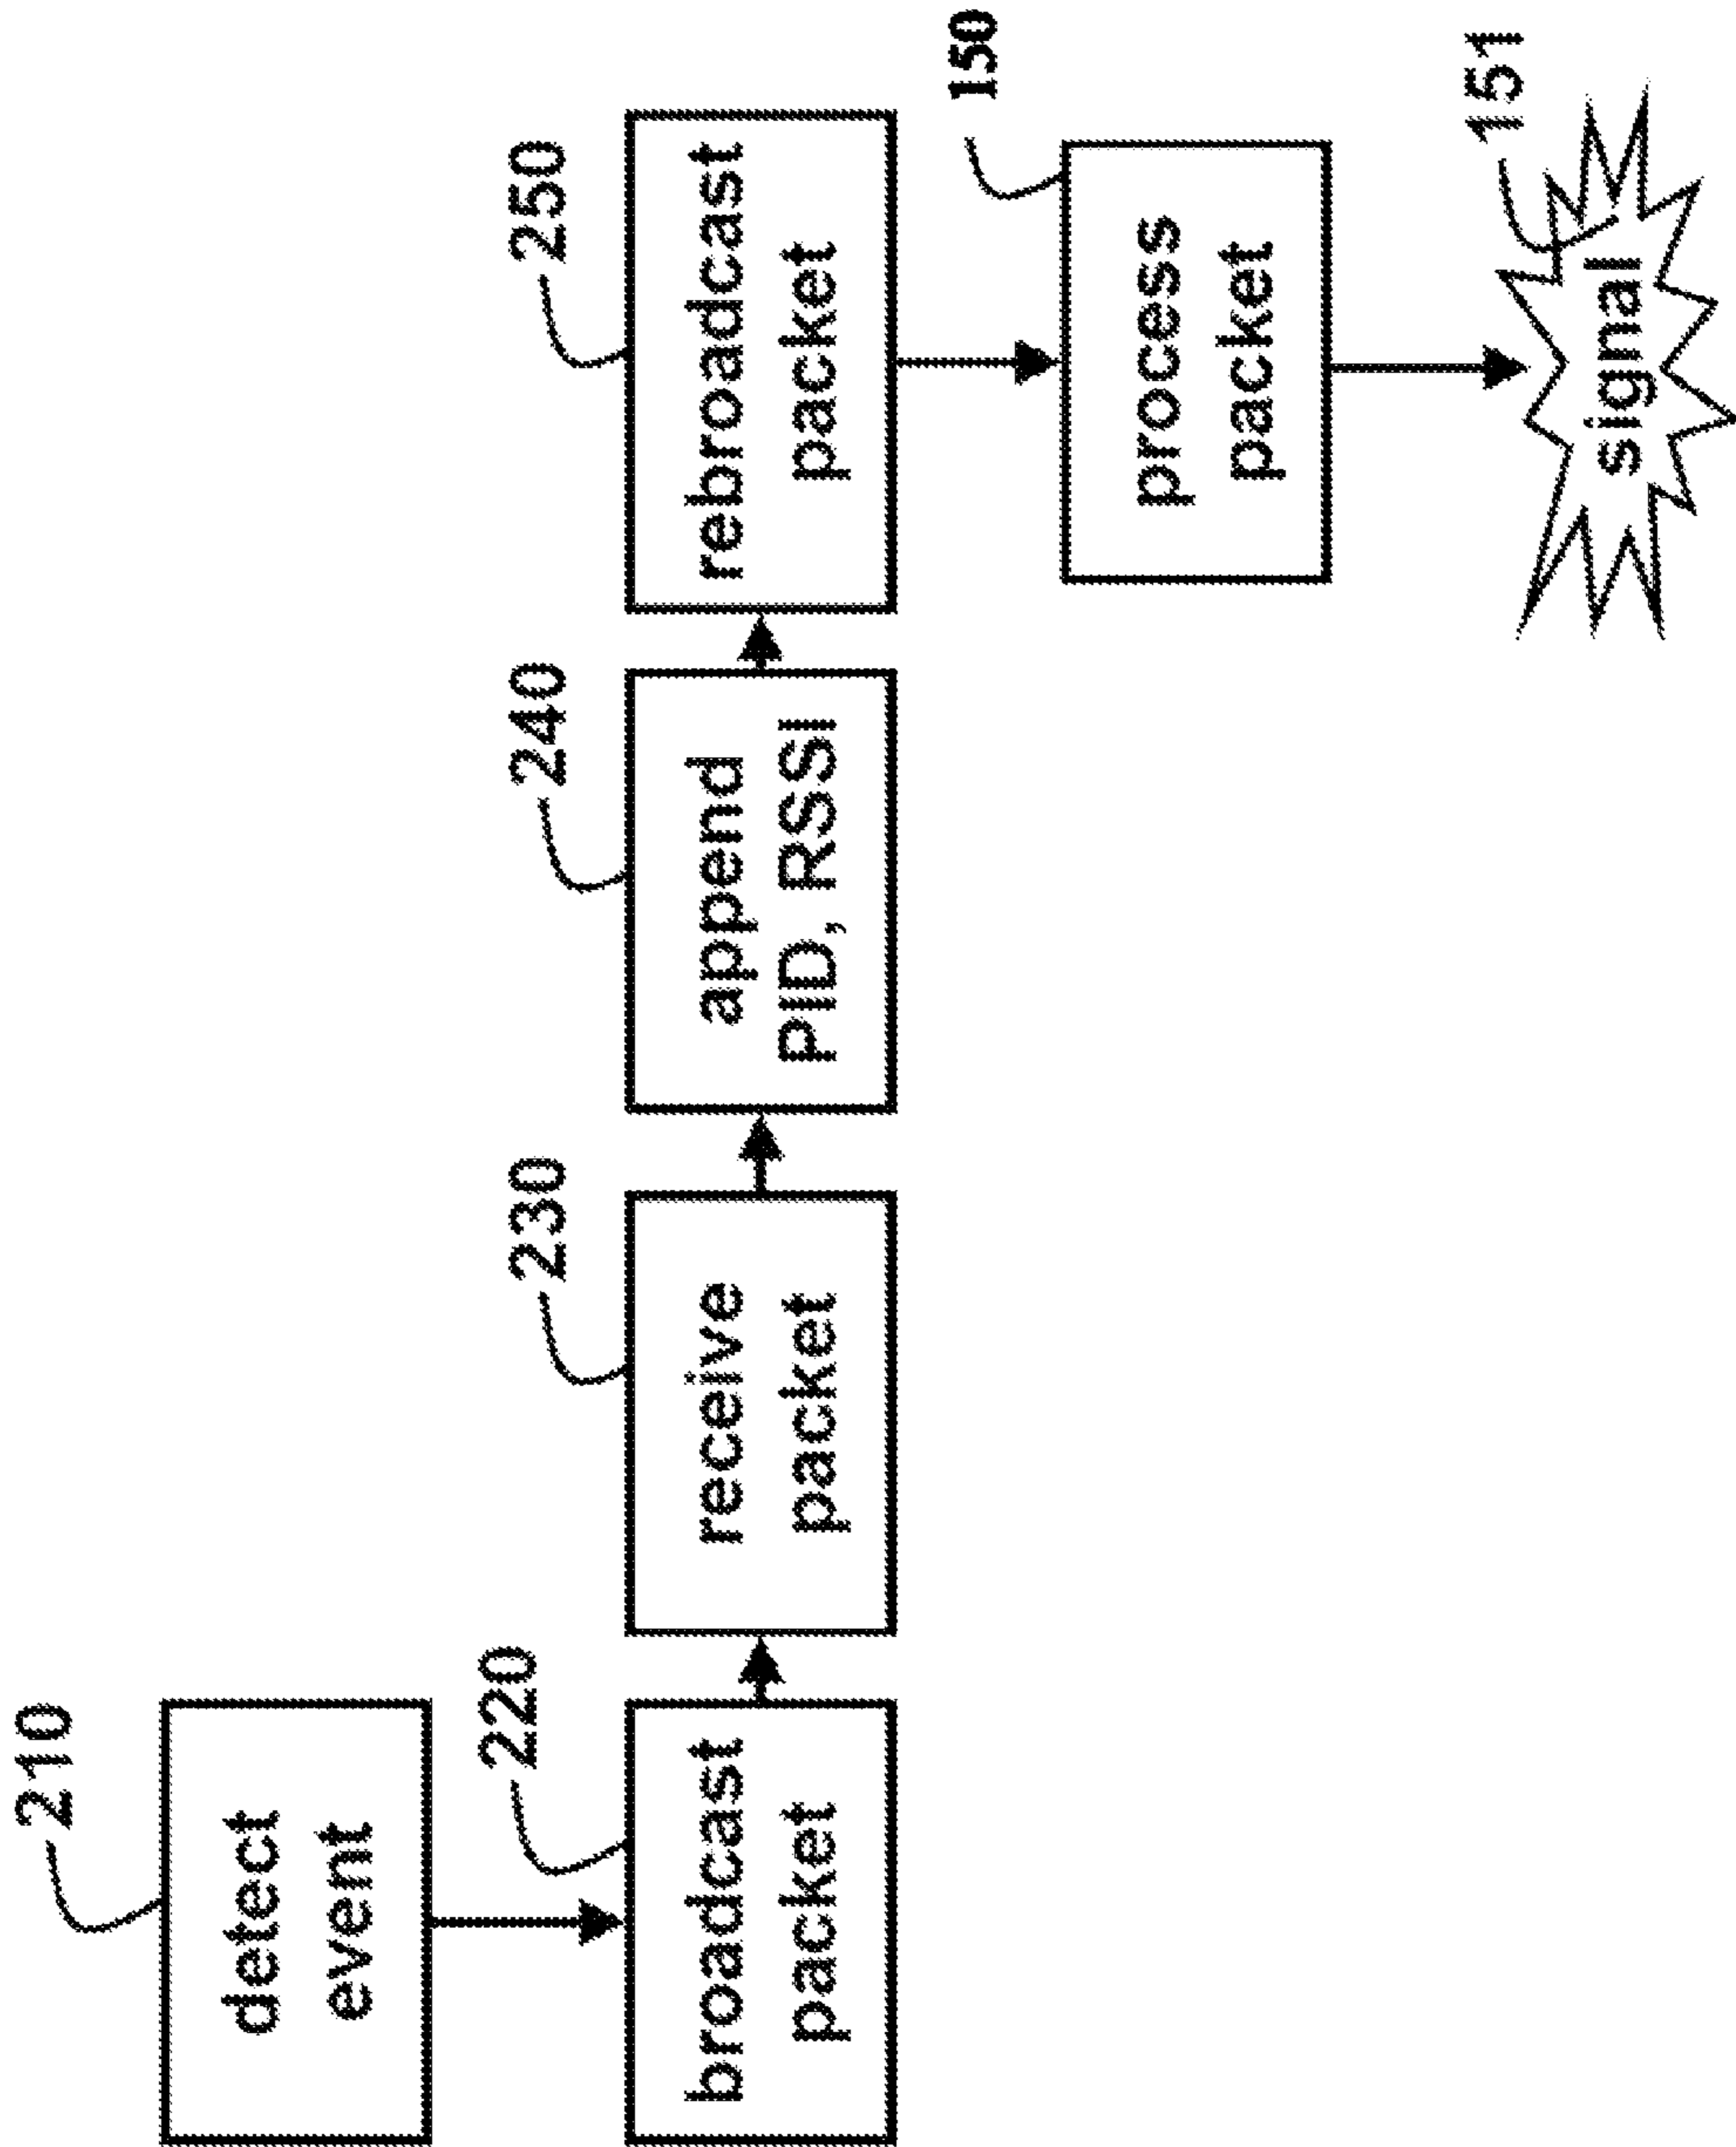 210
detect
event
220
broadcast
packet
230
receive
packet
240
append
PID, RSSI
250
rebroadcast
packet
150
process
packet
151
signal